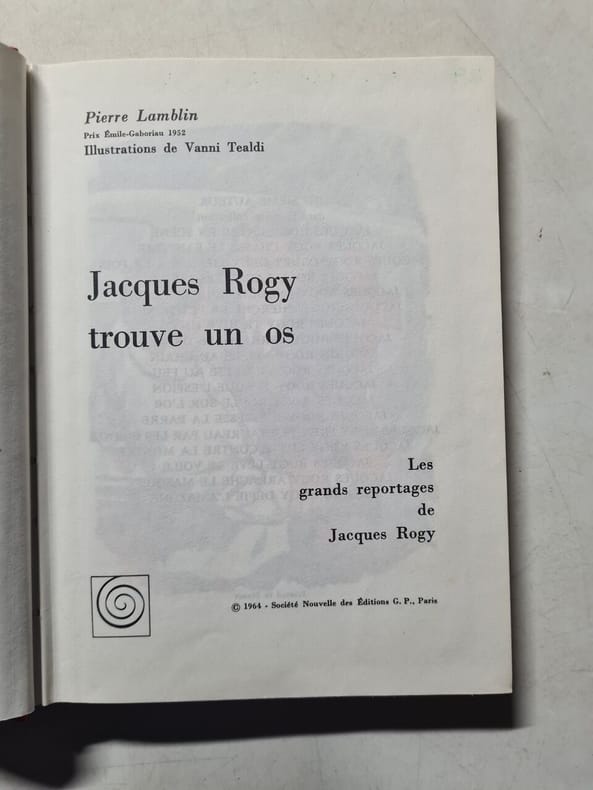 Pierre Lamblin
Prix Émile-Gaboriau 1952
Illustrations de Vanni Tealdi
Jacques Rogy
trouve un os
Les
grands reportages
de
Jacques Rogy
© 1964 - Société Nouvelle des Éditions G. P., Paris